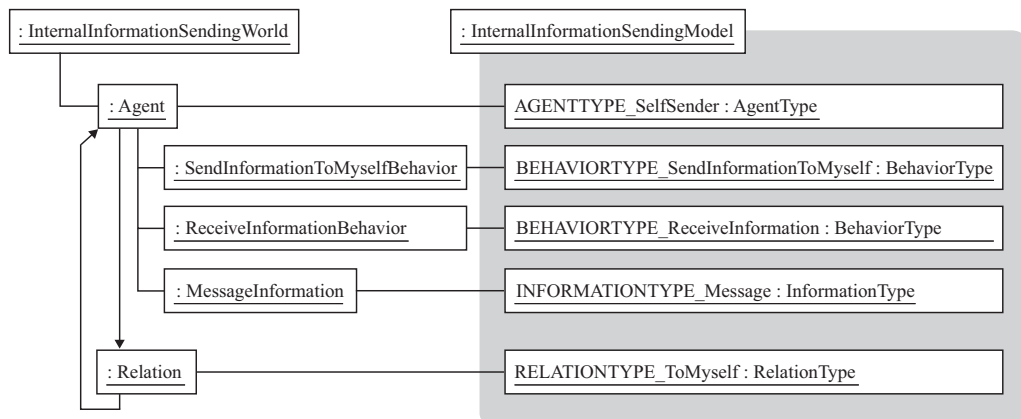 : InternalInformationSendingWorld
: InternalInformationSendingModel
: Agent
AGENTTYPE_SelfSender : AgentType
: SendInformationToMyselfBehavior
BEHAVIORTYPE_SendInformationToMyself : BehaviorType
: ReceiveInformationBehavior
BEHAVIORTYPE_ReceiveInformation : BehaviorType
: MessageInformation
INFORMATIONTYPE_Message : InformationType
: Relation
RELATIONTYPE_ToMyself : RelationType